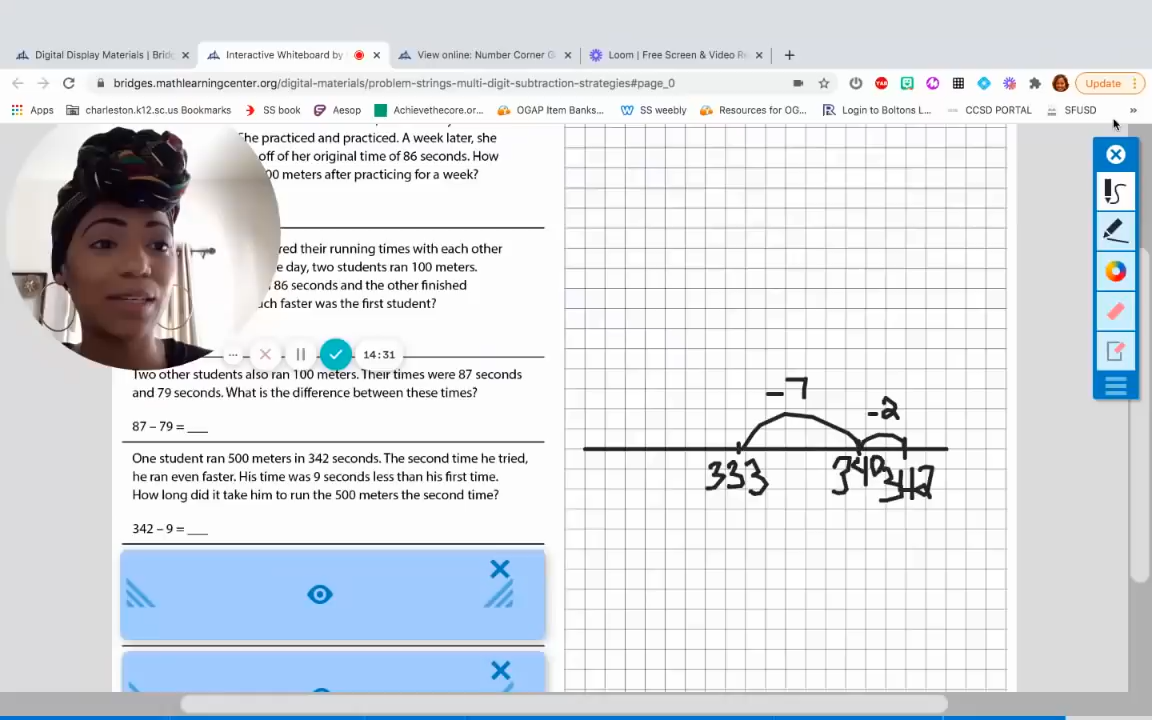 Digital Display Materials | Bridg
Interactive Whiteboard by
View online: Number Corner G
Loom | Free Screen & Video Re
bridges.mathlearningcenter.org/digital-materials/problem-strings-multi-digit-subtraction-strategies#page_0
Update
Apps
charleston.k12.sc.us Bookmarks
SS book
Aesop
Achievethecore.or...
OGAP Item Banks...
SS weekly
Resources for OG...
Login to Boltons L...
CCSD PORTAL
SFUSD
»
he practiced and practiced. A week later, she
off of her original time of 86 seconds. How
00 meters after practicing for a week?
red their running times with each other
e day, two students ran 100 meters.
86 seconds and the other finished
uch faster was the first student?
14:31
Two other students also ran 100 meters. Their times were 87 seconds
and 79 seconds. What is the difference between these times?
87 – 79 = ___
One student ran 500 meters in 342 seconds. The second time he tried,
he ran even faster. His time was 9 seconds less than his first time.
How long did it take him to run the 500 meters the second time?
342 – 9 = ___
-7
-2
333
340
342